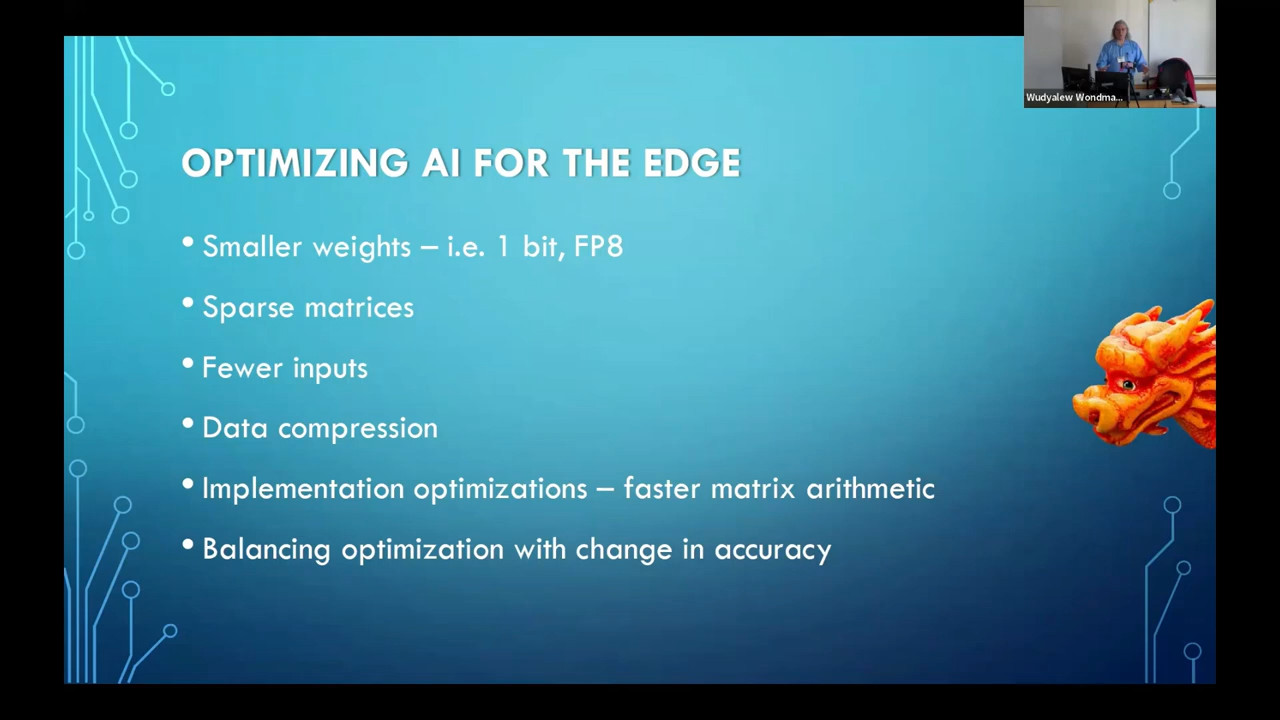 Wudyalew Wondma...
OPTIMIZING AI FOR THE EDGE
• Smaller weights – i.e. 1 bit, FP8
• Sparse matrices
• Fewer inputs
• Data compression
• Implementation optimizations – faster matrix arithmetic
• Balancing optimization with change in accuracy